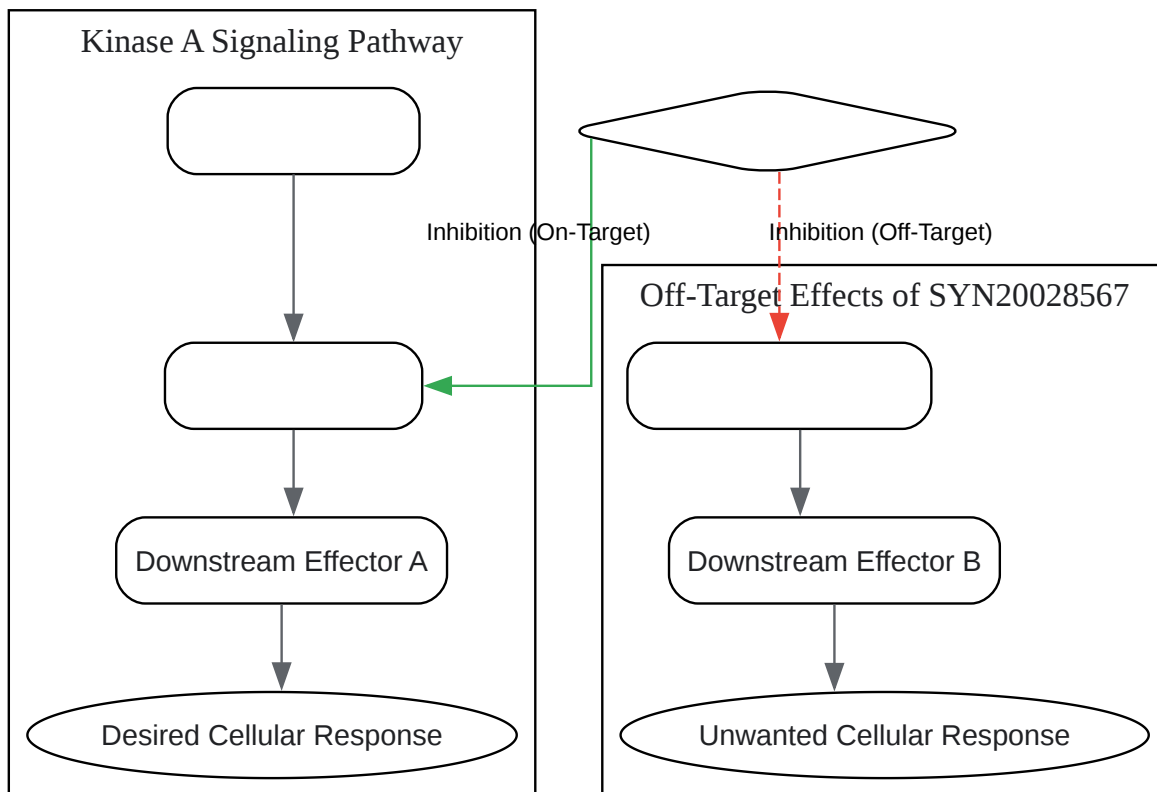 Kinase A Signaling Pathway
Inhibition (On-Target)
Inhibition (Off-Target)
Off-Target Effects of SYN20028567
Downstream Effector A
Downstream Effector B
Desired Cellular Response
Unwanted Cellular Response